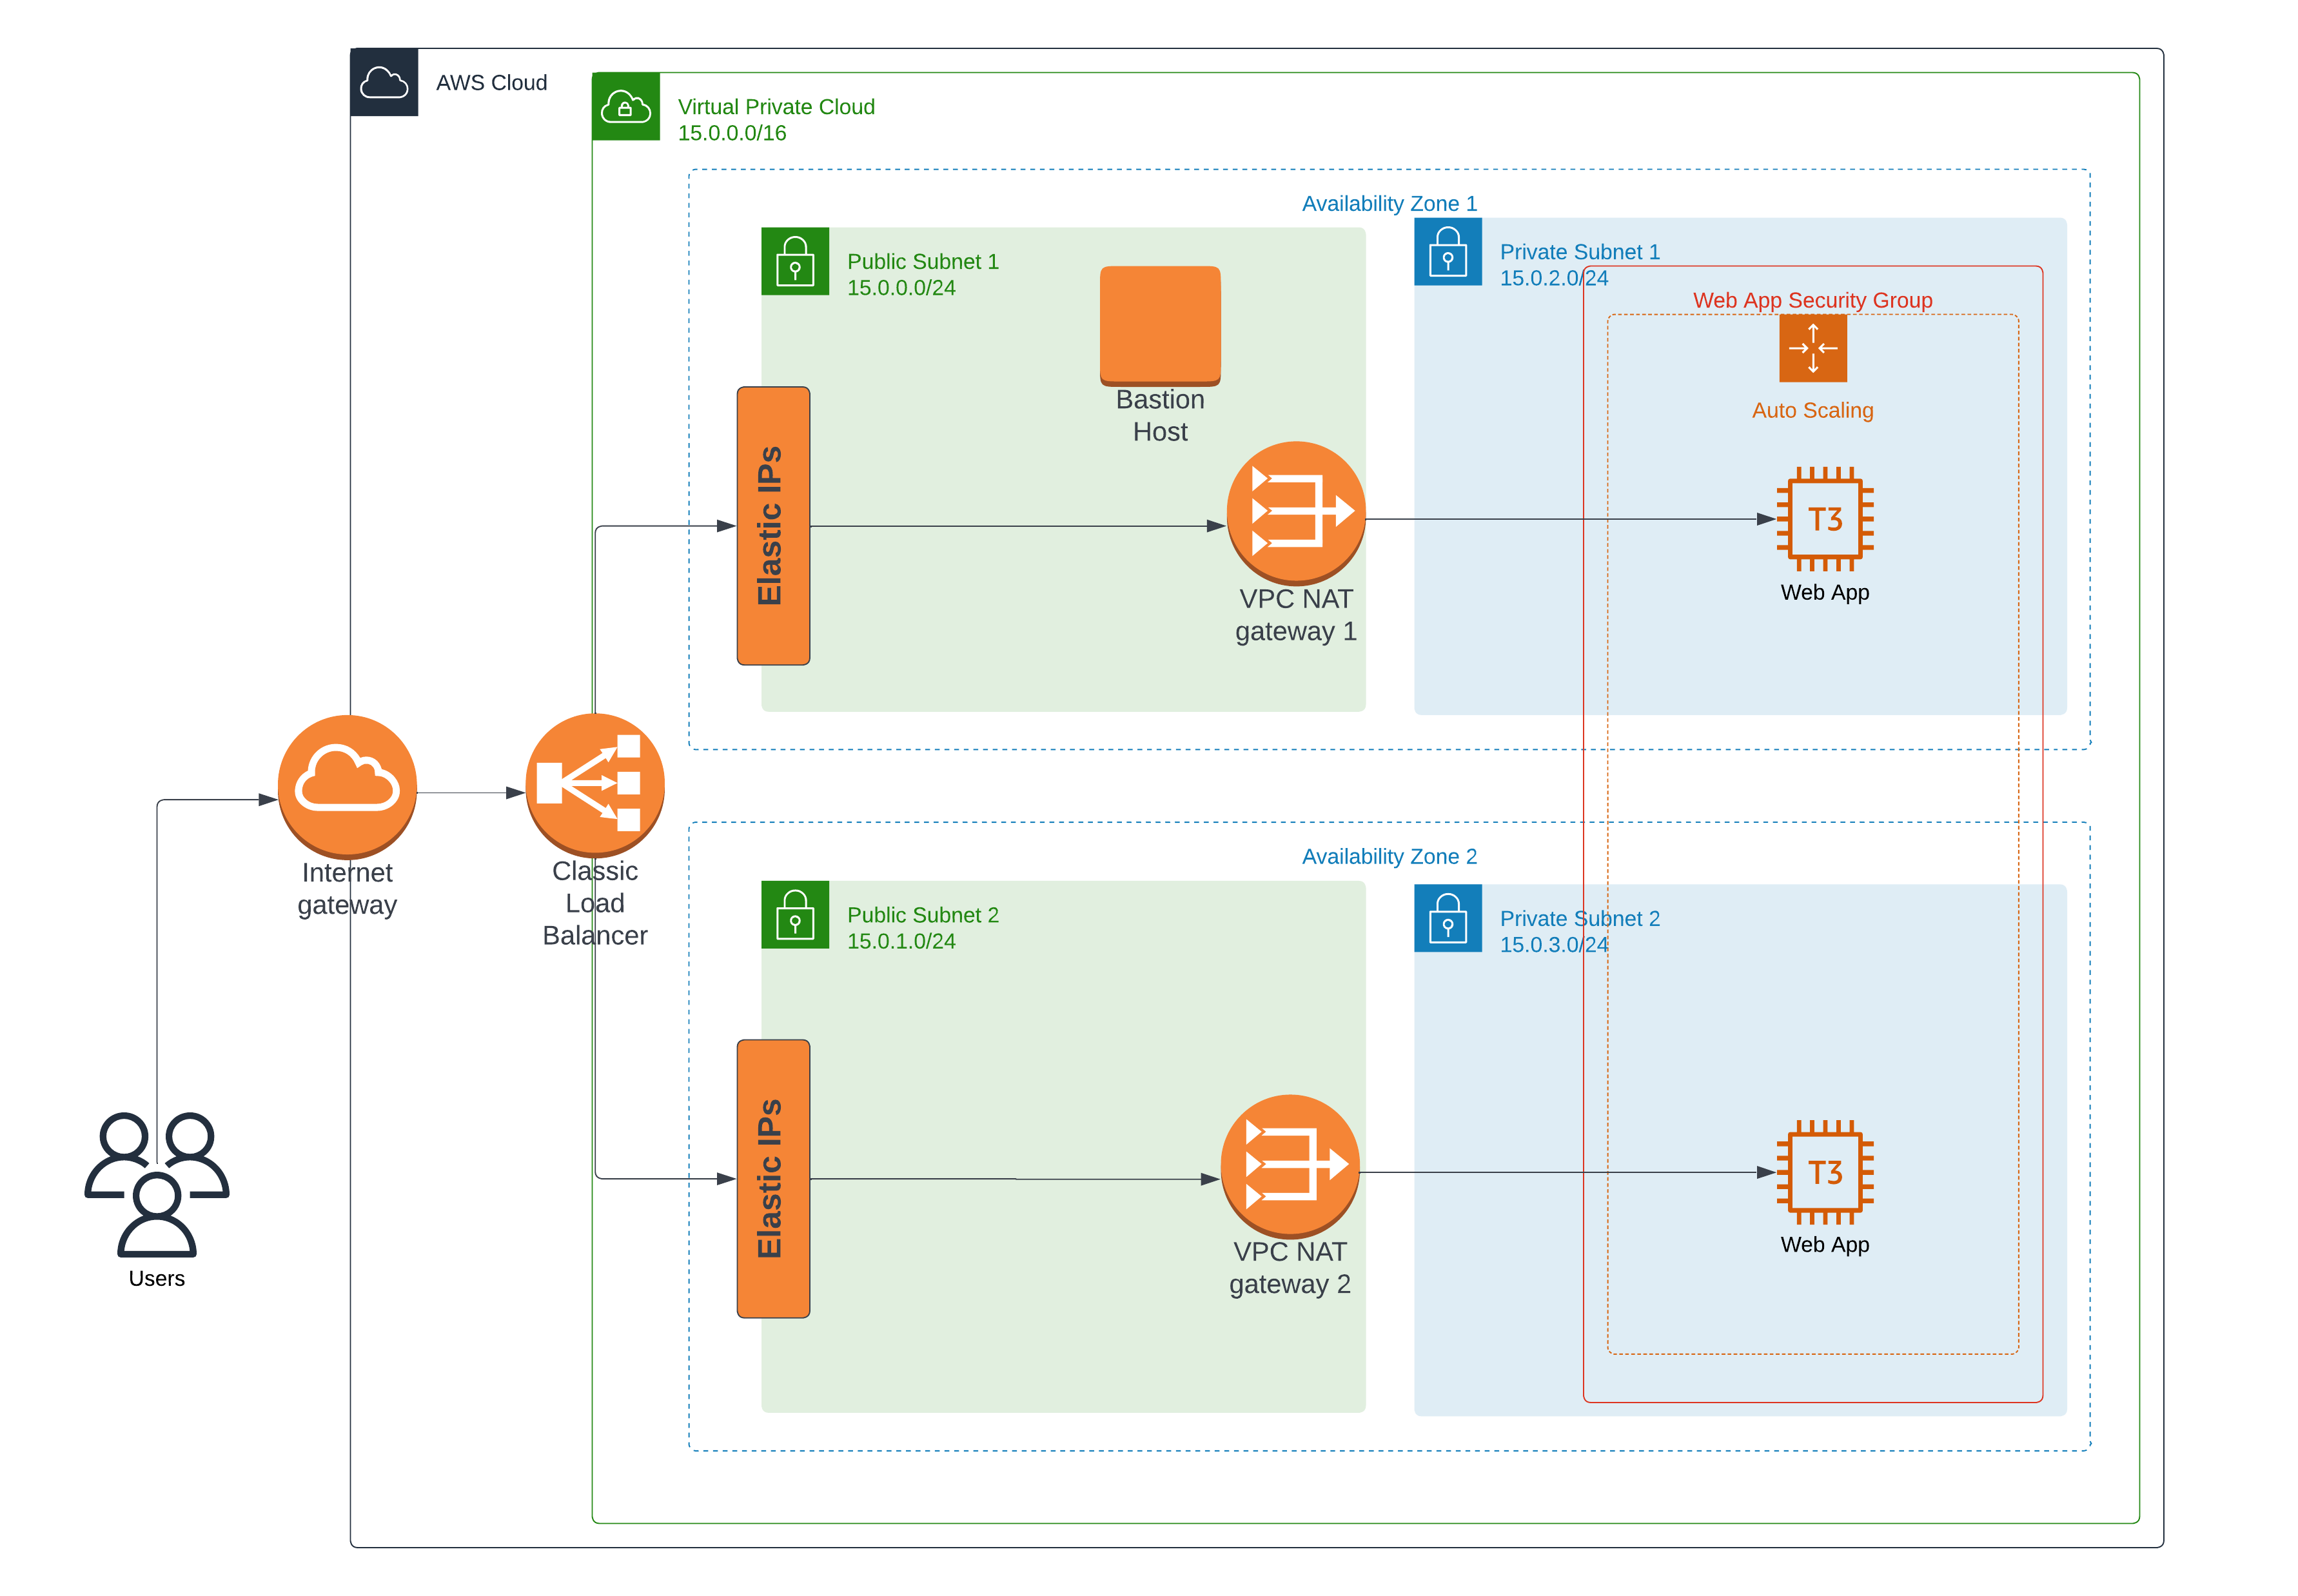 AWS Cloud
Virtual Private Cloud
15.0.0.0/16
Availability Zone 1
Public Subnet 1
15.0.0.0/24
Private Subnet 1
15.0.2.0/24
Web App Security Group
Auto Scaling
Bastion
Host
Elastic IPs
T3
Web App
VPC NAT
gateway 1
Internet
gateway
Classic
Load
Balancer
Availability Zone 2
Public Subnet 2
15.0.1.0/24
Private Subnet 2
15.0.3.0/24
Elastic IPs
T3
Web App
VPC NAT
gateway 2
Users